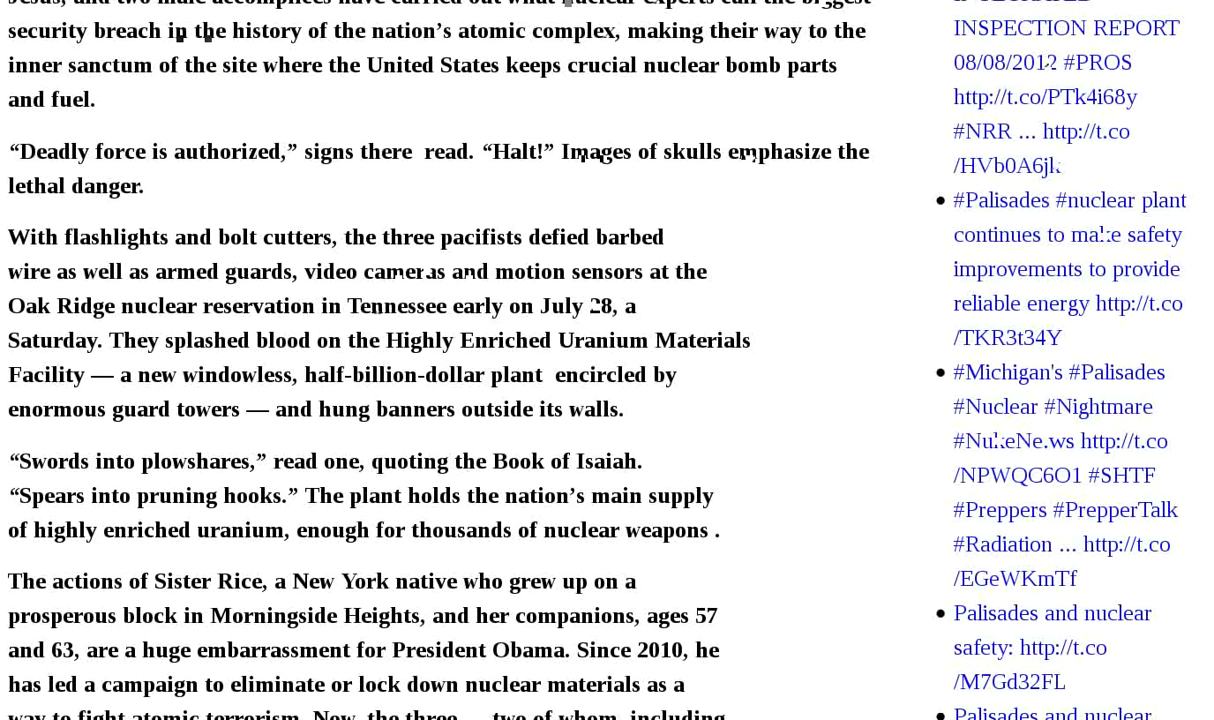 Jesus, and two male accomplices have carried out what nuclear experts call the biggest
security breach in the history of the nation’s atomic complex, making their way to the
inner sanctum of the site where the United States keeps crucial nuclear bomb parts
and fuel.
“Deadly force is authorized,” signs there read. “Halt!” Images of skulls emphasize the
lethal danger.
With flashlights and bolt cutters, the three pacifists defied barbed
wire as well as armed guards, video cameras and motion sensors at the
Oak Ridge nuclear reservation in Tennessee early on July 28, a
Saturday. They splashed blood on the Highly Enriched Uranium Materials
Facility — a new windowless, half-billion-dollar plant encircled by
enormous guard towers — and hung banners outside its walls.
“Swords into plowshares,” read one, quoting the Book of Isaiah.
“Spears into pruning hooks.” The plant holds the nation’s main supply
of highly enriched uranium, enough for thousands of nuclear weapons .
The actions of Sister Rice, a New York native who grew up on a
prosperous block in Morningside Heights, and her companions, ages 57
and 63, are a huge embarrassment for President Obama. Since 2010, he
has led a campaign to eliminate or lock down nuclear materials as a
way to fight atomic terrorism. Now, the three — two of whom, including
INSPECTION REPORT
08/08/2012 #PROS
http://t.co/PTk4i68y
#NRR ... http://t.co
/HVb0A6jk
#Palisades #nuclear plant
continues to make safety
improvements to provide
reliable energy http://t.co
/TKR3t34Y
#Michigan's #Palisades
#Nuclear #Nightmare
#NukeNe.ws http://t.co
/NPWQC6O1 #SHTF
#Preppers #PrepperTalk
#Radiation ... http://t.co
/EGeWKmTf
Palisades and nuclear
safety: http://t.co
/M7Gd32FL
Palisades and nuclear